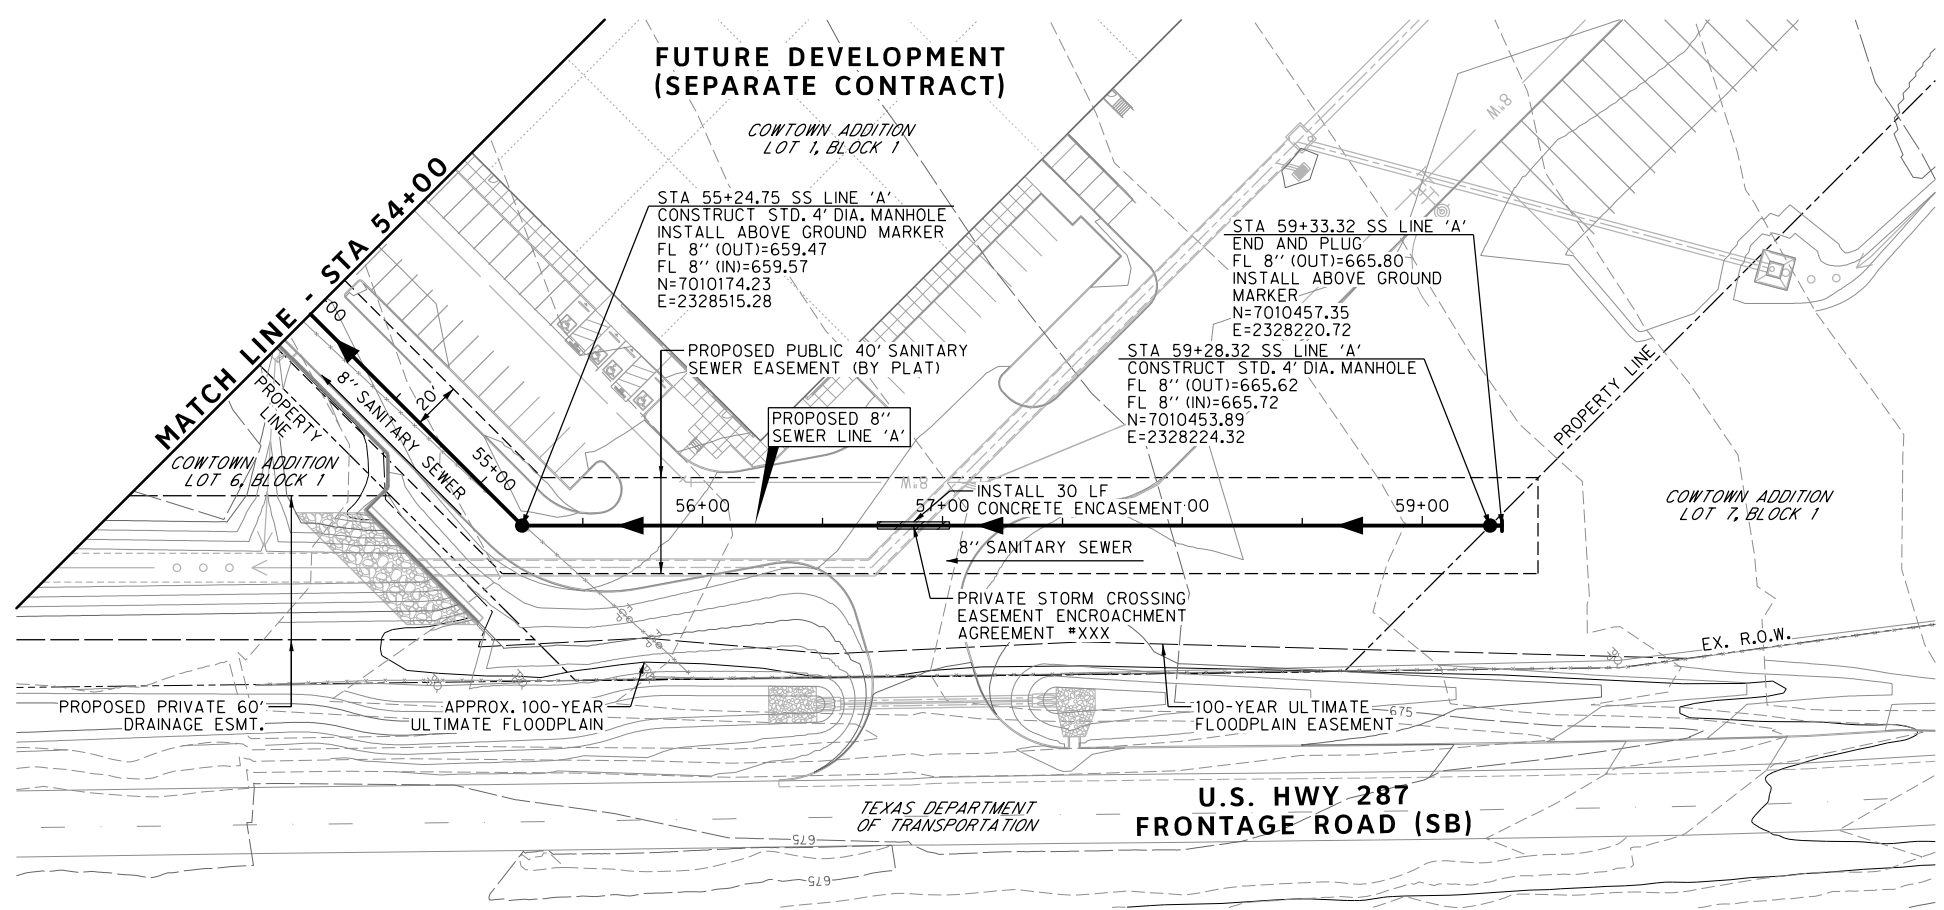 FUTURE DEVELOPMENT
(SEPARATE CONTRACT)
COWTOWN ADDITION
LOT 1, BLOCK 1
8"W
MATCH LINE - STA 54+00
STA 55+24.75 SS LINE 'A'
CONSTRUCT STD. 4' DIA. MANHOLE
INSTALL ABOVE GROUND MARKER
FL 8'' (OUT)=659.47
FL 8'' (IN)=659.57
N=7010174.23
E=2328515.28
STA 59+33.32 SS LINE 'A'
END AND PLUG
FL 8'' (OUT)=665.80
INSTALL ABOVE GROUND
MARKER
N=7010457.35
E=2328220.72
STA 59+28.32 SS LINE 'A'
CONSTRUCT STD. 4' DIA. MANHOLE
FL 8'' (OUT)=665.62
FL 8'' (IN)=665.72
N=7010453.89
E=2328224.32
PROPOSED PUBLIC 40' SANITARY
SEWER EASEMENT (BY PLAT)
PROPOSED 8''
SEWER LINE 'A'
PROPERTY LINE
+00
8'' SANITARY SEWER
20'
55+00
PROPERTY
LINE
COWTOWN ADDITION
LOT 6, BLOCK 1
8"W
56+00
57+00
INSTALL 30 LF
CONCRETE ENCASEMENT
+00
59+00
COWTOWN ADDITION
LOT 7, BLOCK 1
8'' SANITARY SEWER
PRIVATE STORM CROSSING
EASEMENT ENCROACHMENT
AGREEMENT #XXX
EX. R.O.W.
PROPOSED PRIVATE 60'
DRAINAGE ESMT.
APPROX. 100-YEAR
ULTIMATE FLOODPLAIN
100-YEAR ULTIMATE
FLOODPLAIN EASEMENT
675
TEXAS DEPARTMENT
OF TRANSPORTATION
U.S. HWY 287
FRONTAGE ROAD (SB)
675
675